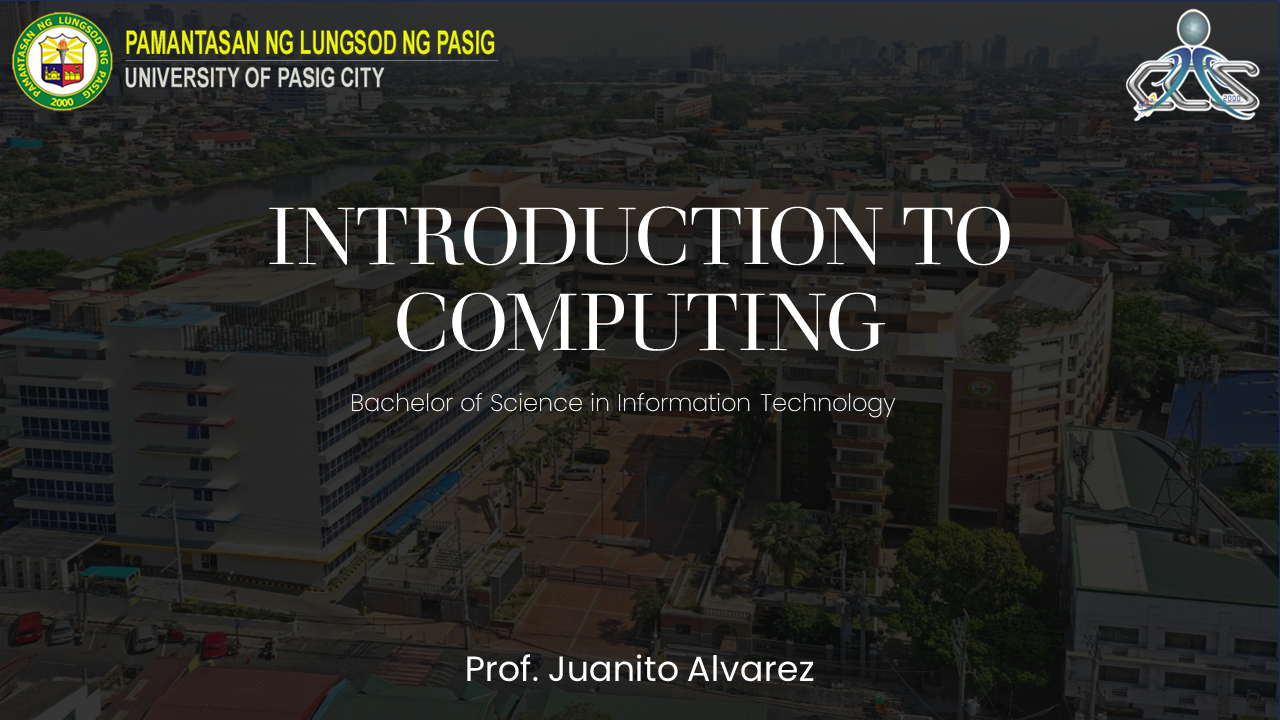 PAMANTASAN NG LUNGSOD NG PASIG
2000
PAMANTASAN NG LUNGSOD NG PASIG
UNIVERSITY OF PASIG CITY
CCS
2000
INTRODUCTION TO
COMPUTING
Bachelor of Science in Information Technology
Prof. Juanito Alvarez